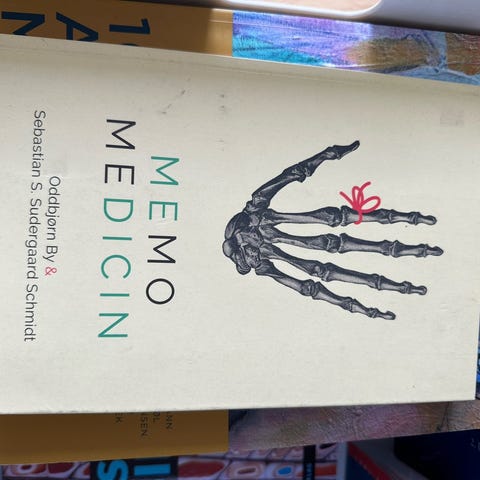 MEMO
MEDICIN
Oddbjørn By &
Sebastian S. Sudergaard Schmidt